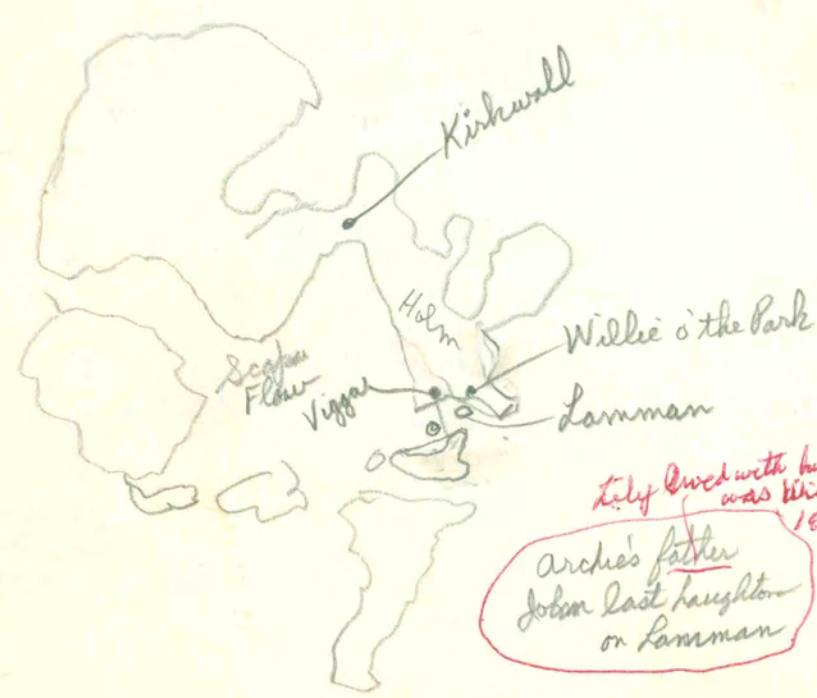 Kirkwall
Holm
Willie o' the Park
Scapa
Flow
Viggar
Lamman
Lily lived with
was
18
Archie's father
John last Laughton
on Lamman